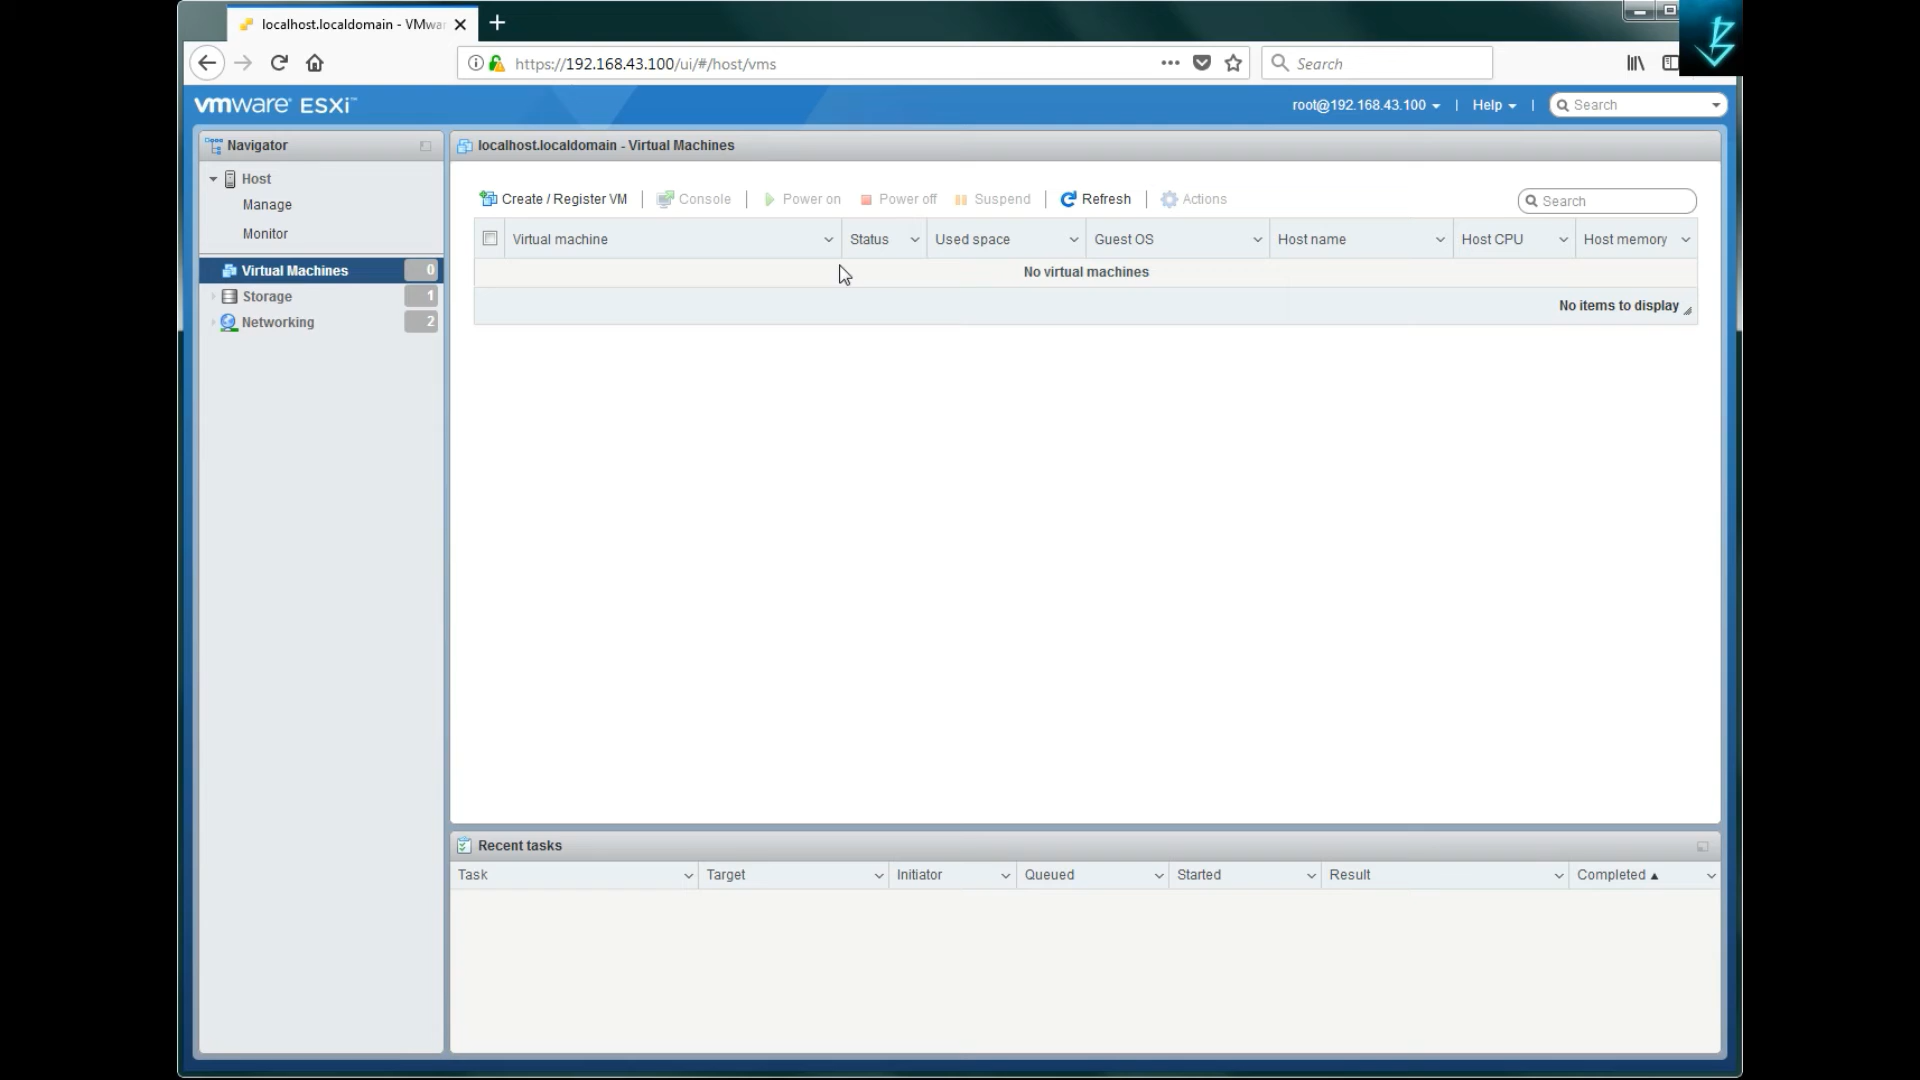 localhost.localdomain - VMwa
https://192.168.43.100/ui/#/host/vms
Search
vmware ESXi™
root@192.168.43.100
Help
Search
Navigator
Host
Manage
Monitor
Virtual Machines 0
Storage 1
Networking 2
localhost.localdomain - Virtual Machines
Create / Register VM
Console
Power on
Power off
Suspend
Refresh
Actions
Search
Virtual machine
Status
Used space
Guest OS
Host name
Host CPU
Host memory
No virtual machines
No items to display
Recent tasks
Task
Target
Initiator
Queued
Started
Result
Completed